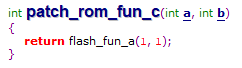 int patch_rom_fun_c(int a, int b)
{
return flash_fun_a(1, 1);
}